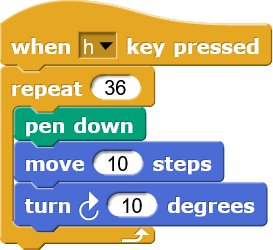 when h key pressed
repeat 36
pen down
move 10 steps
turn 10 degrees